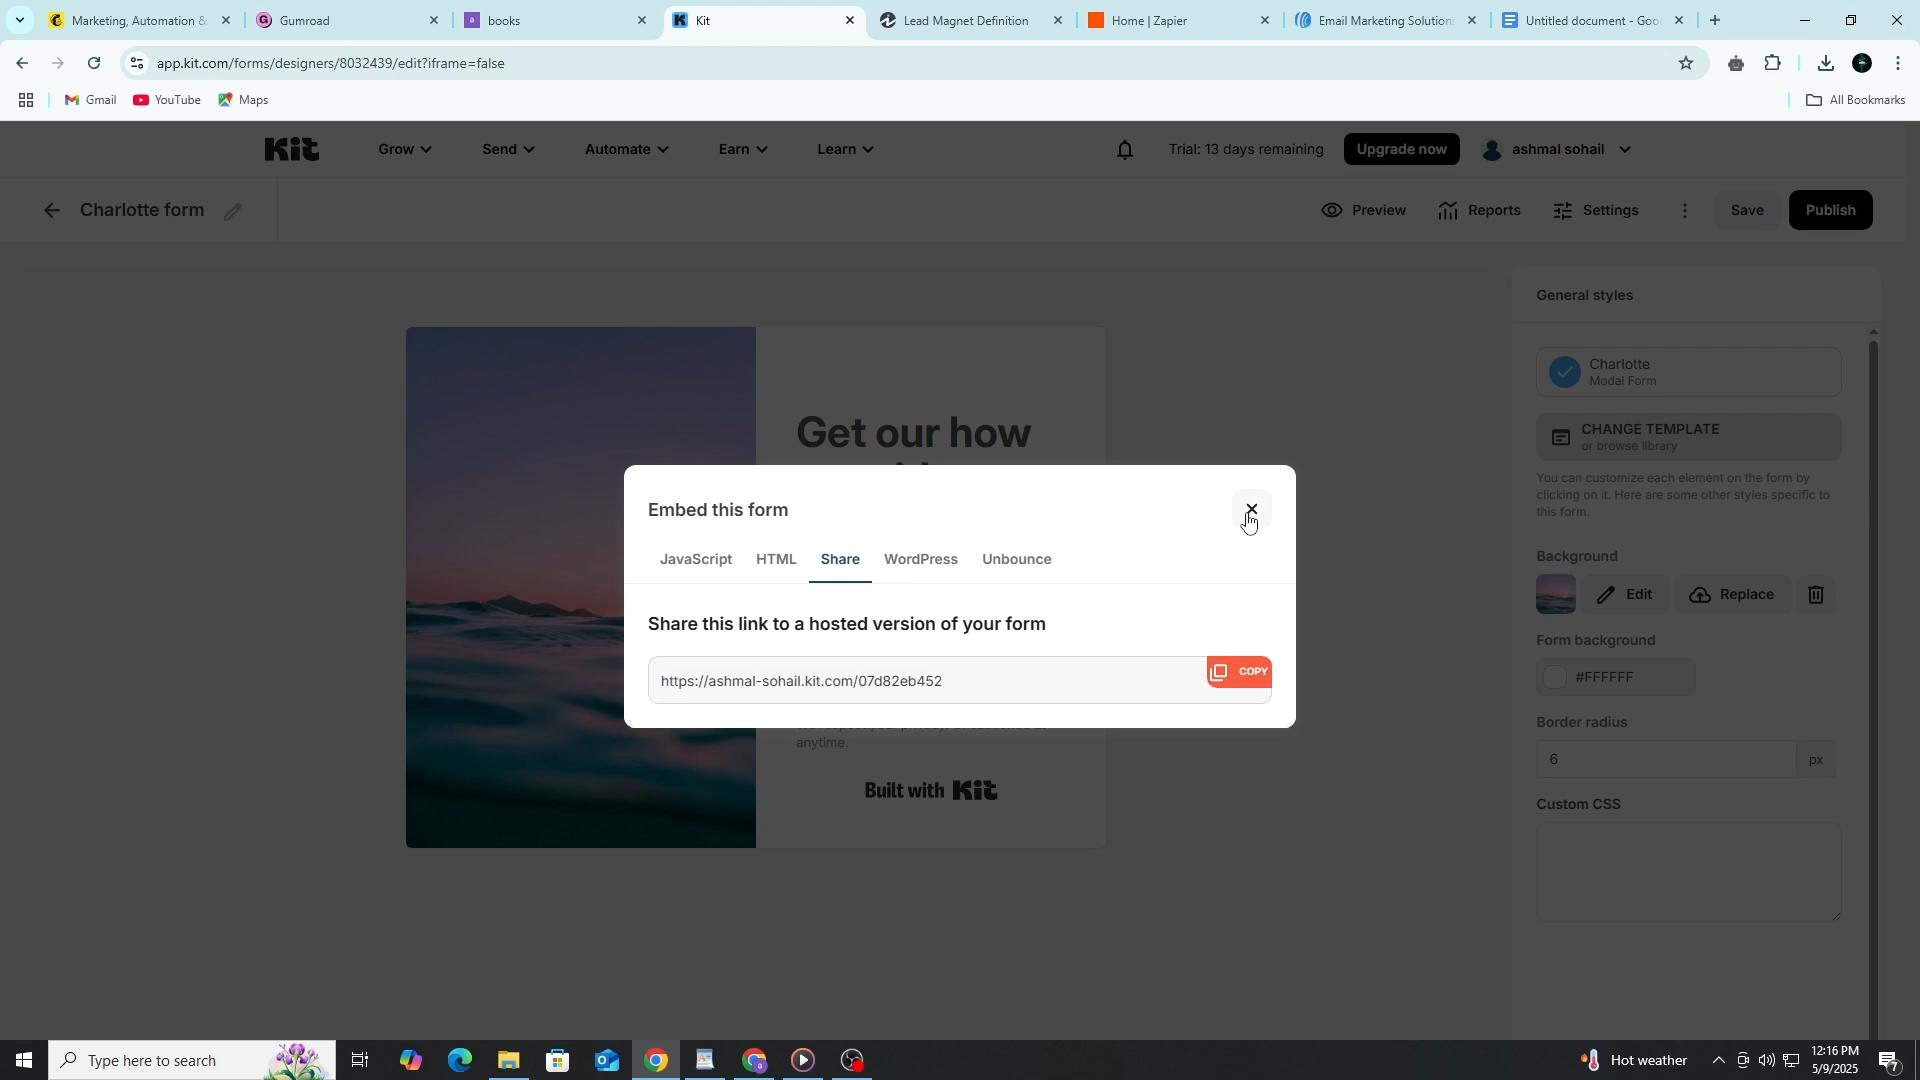 Marketing, Automation &
Gumroad
books
Kit
Lead Magnet Definition
Home | Zapier
Email Marketing Solution
Untitled document - Goo
app.kit.com/forms/designers/8032439/edit?iframe=false
Gmail
YouTube
Maps
All Bookmarks
Kit
Grow
Send
Automate
Earn
Learn
Trial: 13 days remaining
Upgrade now
ashmal sohail
Charlotte form
Preview
Reports
Settings
Save
Publish
General styles
Charlotte
Modal Form
CHANGE TEMPLATE
or browse library
You can customize each element on the form by
clicking on it. Here are some other styles specific to
this form.
Background
Edit
Replace
Form background
#FFFFFF
Border radius
6
px
Custom CSS
Get our how
Embed this form
JavaScript
HTML
Share
WordPress
Unbounce
Share this link to a hosted version of your form
https://ashmal-sohail.kit.com/07d82eb452
COPY
anytime.
Built with Kit
Type here to search
Hot weather
12:16 PM
5/9/2025
7